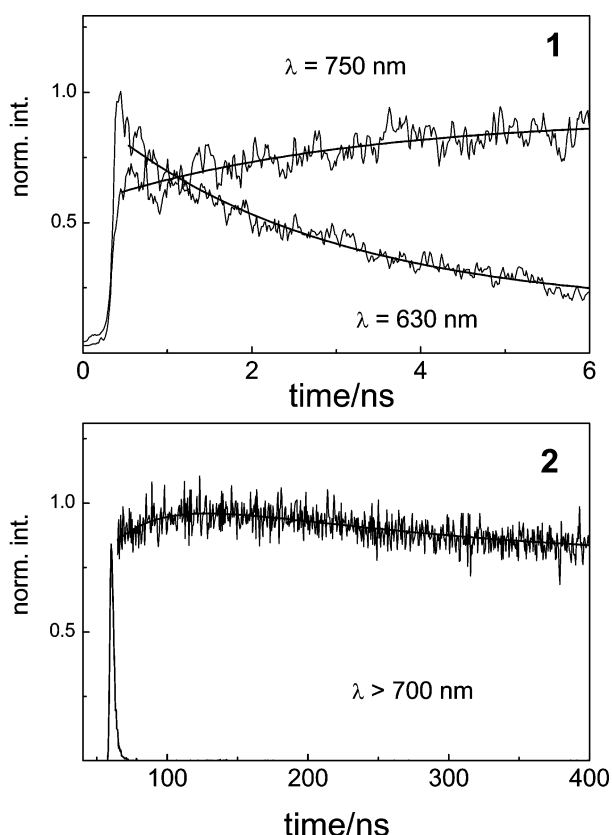 1
λ = 750 nm
1.0
norm. int.
0.5
λ = 630 nm
0 2 4 6
time/ns
2
1.0
norm. int.
0.5
λ > 700 nm
100 200 300 400
time/ns